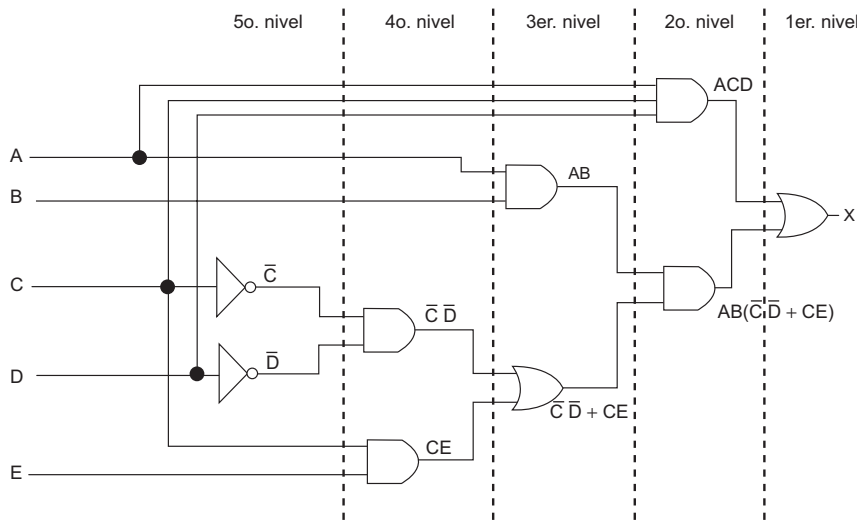 5o. nivel 4o. nivel 3er. nivel 2o. nivel 1er. nivel
ACD
A
AB
B
X
C
C̅
C̅ D̅
AB(C̅ D̅ + CE)
D
D̅
C̅ D̅ + CE
CE
E